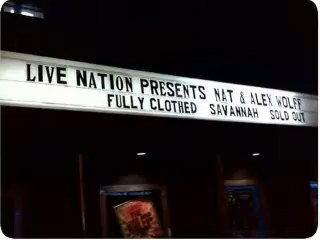 LIVE NATION PRESENTS NAT & ALEX WOLFF
FULLY CLOTHED SAVANNAH SOLD OUT